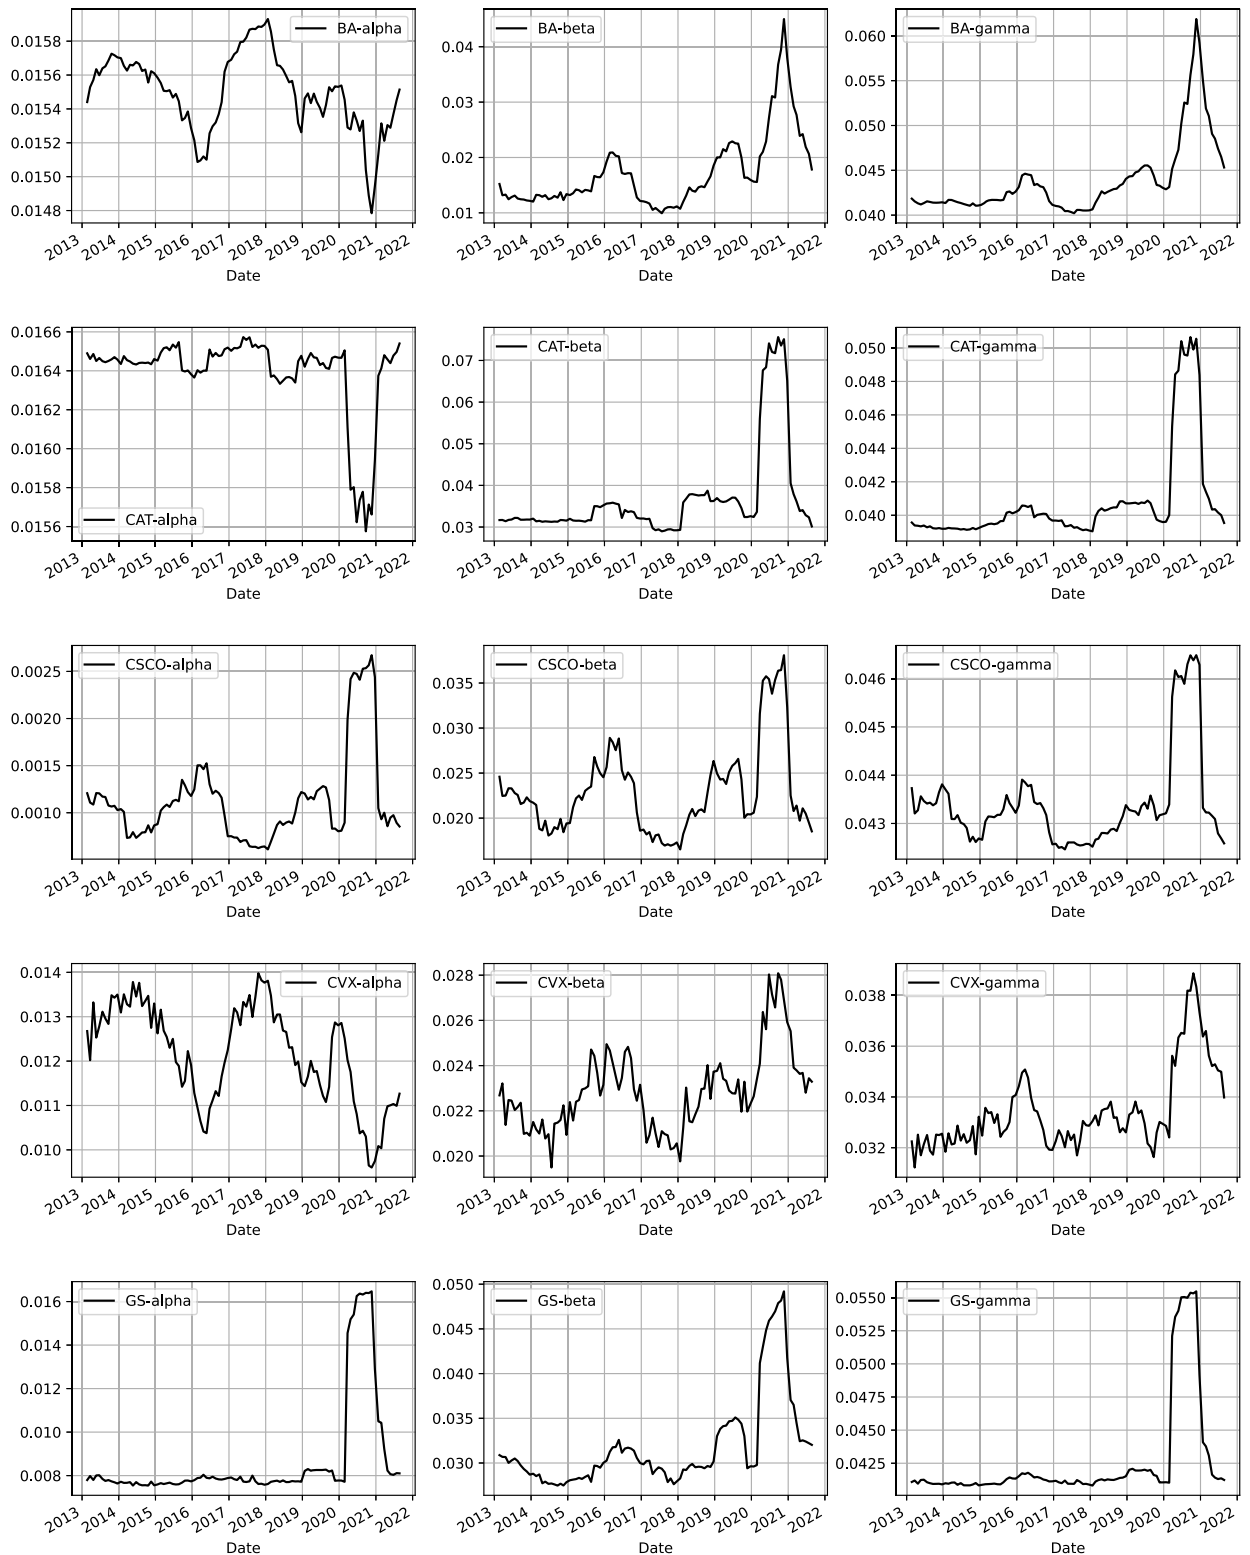 BA-alpha
0.0158
0.0156
0.0154
0.0152
0.0150
0.0148
2013 2014 2015 2016 2017 2018 2019 2020 2021 2022
Date
BA-beta
0.04
0.03
0.02
0.01
2013 2014 2015 2016 2017 2018 2019 2020 2021 2022
Date
BA-gamma
0.060
0.055
0.050
0.045
0.040
2013 2014 2015 2016 2017 2018 2019 2020 2021 2022
Date
0.0166
0.0164
0.0162
0.0160
0.0158
0.0156
CAT-alpha
2013 2014 2015 2016 2017 2018 2019 2020 2021 2022
Date
CAT-beta
0.07
0.06
0.05
0.04
0.03
2013 2014 2015 2016 2017 2018 2019 2020 2021 2022
Date
CAT-gamma
0.050
0.048
0.046
0.044
0.042
0.040
2013 2014 2015 2016 2017 2018 2019 2020 2021 2022
Date
CSCO-alpha
0.0025
0.0020
0.0015
0.0010
2013 2014 2015 2016 2017 2018 2019 2020 2021 2022
Date
CSCO-beta
0.035
0.030
0.025
0.020
2013 2014 2015 2016 2017 2018 2019 2020 2021 2022
Date
CSCO-gamma
0.046
0.045
0.044
0.043
2013 2014 2015 2016 2017 2018 2019 2020 2021 2022
Date
CVX-alpha
0.014
0.013
0.012
0.011
0.010
2013 2014 2015 2016 2017 2018 2019 2020 2021 2022
Date
CVX-beta
0.028
0.026
0.024
0.022
0.020
2013 2014 2015 2016 2017 2018 2019 2020 2021 2022
Date
CVX-gamma
0.038
0.036
0.034
0.032
2013 2014 2015 2016 2017 2018 2019 2020 2021 2022
Date
GS-alpha
0.016
0.014
0.012
0.010
0.008
2013 2014 2015 2016 2017 2018 2019 2020 2021 2022
Date
GS-beta
0.050
0.045
0.040
0.035
0.030
2013 2014 2015 2016 2017 2018 2019 2020 2021 2022
Date
GS-gamma
0.0550
0.0525
0.0500
0.0475
0.0450
0.0425
2013 2014 2015 2016 2017 2018 2019 2020 2021 2022
Date